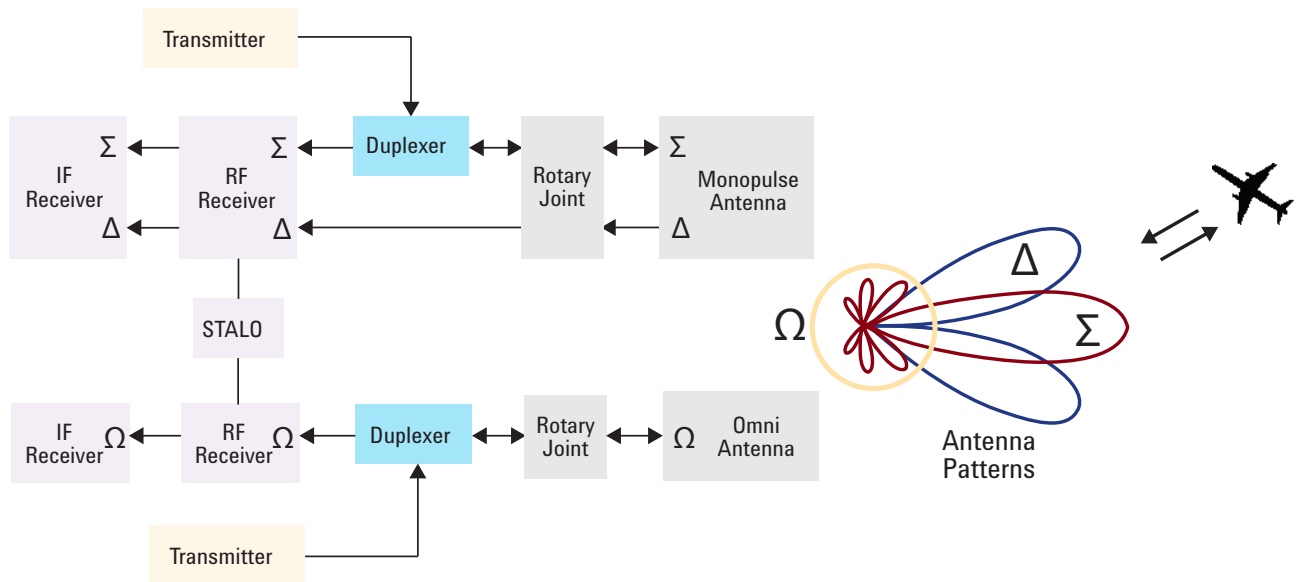 Transmitter
Σ
IF
Receiver
Δ
Σ
RF
Receiver
Δ
Duplexer
Rotary
Joint
Σ
Monopulse
Antenna
Δ
STALO
IF
Receiver
Ω
RF
Receiver
Ω
Duplexer
Rotary
Joint
Ω
Omni
Antenna
Transmitter
Δ
Ω
Σ
Antenna
Patterns